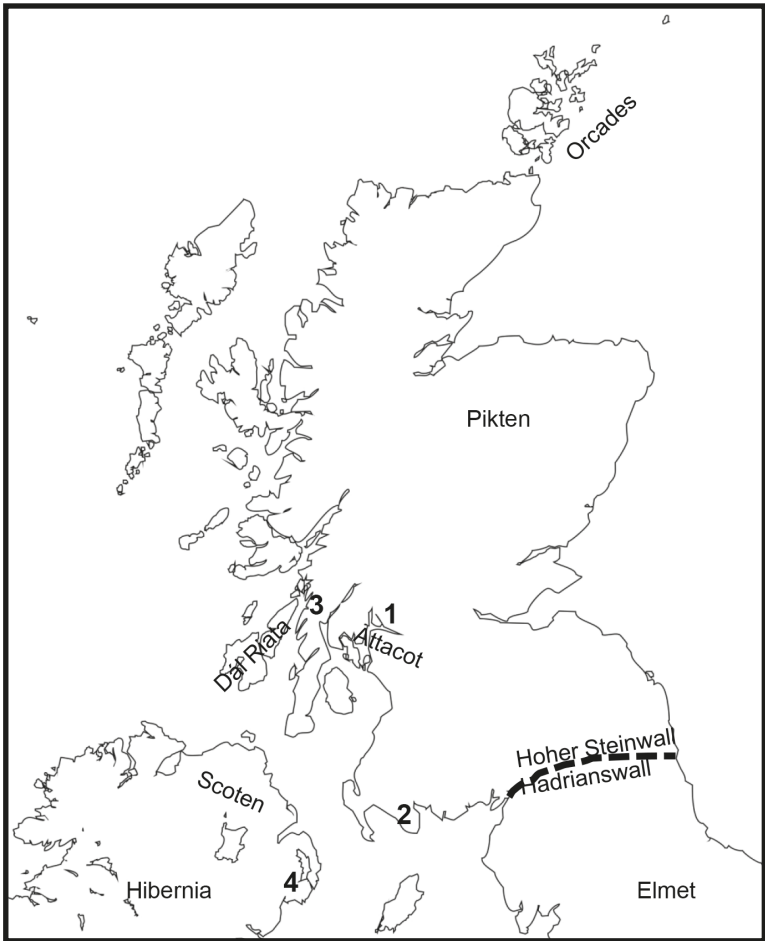 Orcades
Pikten
3
1
Attacot
Dál Riata
Hoher Steinwall
Hadrianswall
Scoten
2
4
Hibernia
Elmet